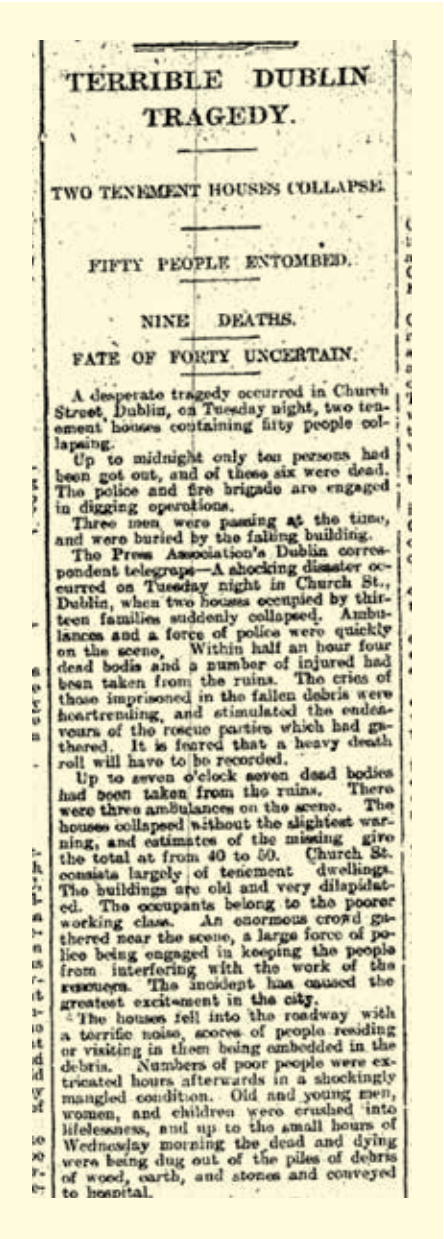 TERRIBLE DUBLIN
TRAGEDY.
TWO TENEMENT HOUSES COLLAPSE.
FIFTY PEOPLE ENTOMBED.
NINE DEATHS.
FATE OF FORTY UNCERTAIN.
A desperate tragedy occurred in Church
Street, Dublin, on Tuesday night, two ten-
ement houses containing fifty people col-
lapsing.
Up to midnight only ten persons had
been got out, and of these six were dead.
The police and fire brigade are engaged
in digging operations.
Three men were passing at the time,
and were buried by the falling building.
The Press Association's Dublin corres-
pondent telegraps—A shocking disaster oc-
curred on Tuesday night in Church St.,
Dublin, when two houses occupied by thir-
teen families suddenly collapsed. Ambu-
lances and a force of police were quickly
on the scene. Within half an hour four
dead bodis and a number of injured had
been taken from the ruins. The cries of
those imprisoned in the fallen debris were
heartrending, and stimulated the endea-
vours of the rescue parties which had ga-
thered. It is feared that a heavy death
roll will have to be recorded.
Up to seven o'clock seven dead bodies
had been taken from the ruins. There
were three ambulances on the scene. The
houses collapsed without the slightest war-
ning, and estimates of the missing give
the total at from 40 to 50. Church St.
consists largely of tenement dwellings.
The buildings are old and very dilapidat-
ed. The occupants belong to the poorer
working class. An enormous crowd ga-
thered near the scene, a large force of po-
lice being engaged in keeping the people
from interfering with the work of the
rescuers. The incident has caused the
greatest excitement in the city.
The houses fell into the roadway with
a terrific noise, scores of people residing
or visiting in them being embedded in the
debris. Numbers of poor people were ex-
tricated hours afterwards in a shockingly
mangled condition. Old and young men,
women, and children were crushed into
lifelessness, and up to the small hours of
Wednesday morning the dead and dying
were being dug out of the piles of debris
of wood, earth, and stones and conveyed
to hospital.